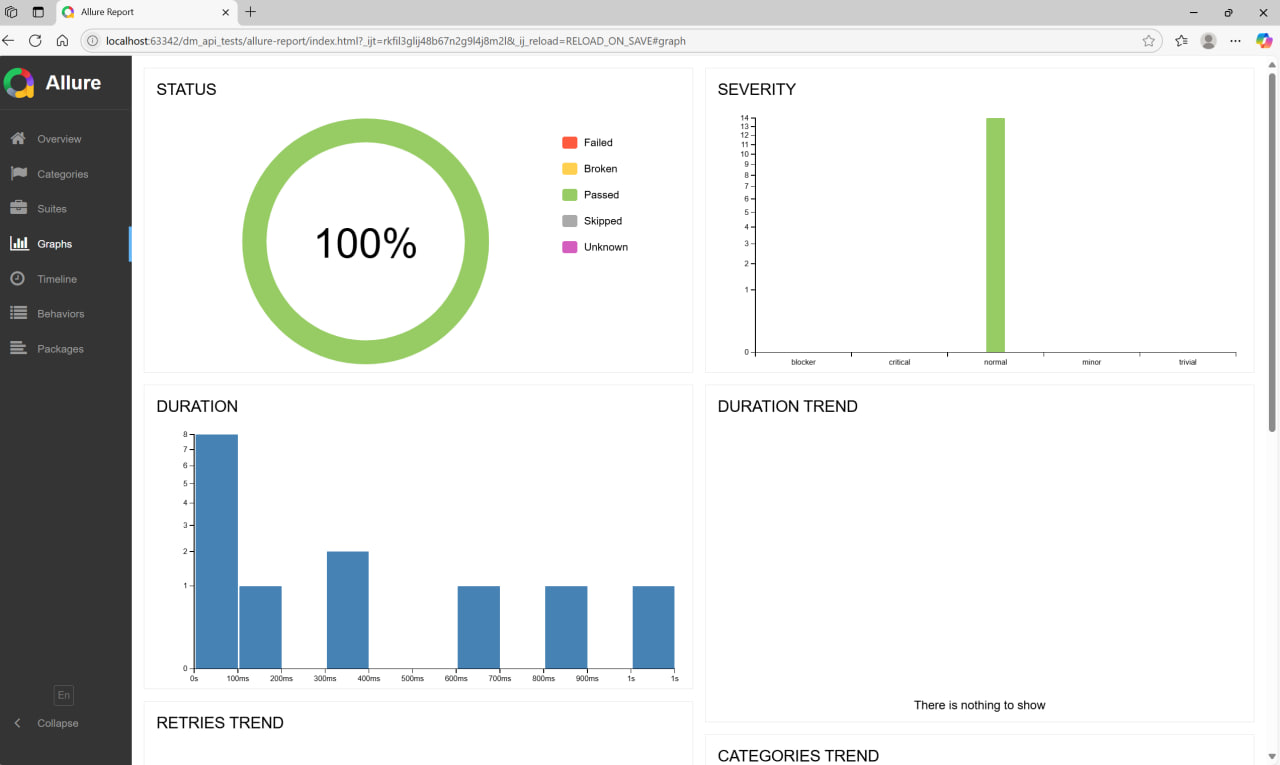 Allure Report
localhost:63342/dm_api_tests/allure-report/index.html?_ijt=rkfil3glij48b67n2g9l4j8m2l&_ij_reload=RELOAD_ON_SAVE#graph
Allure
Overview
Categories
Suites
Graphs
Timeline
Behaviors
Packages
En
Collapse
STATUS
100%
Failed
Broken
Passed
Skipped
Unknown
SEVERITY
14
13
12
11
10
9
8
7
6
5
4
3
2
1
0
blocker critical normal minor trivial
DURATION
8
7
6
5
4
3
2
1
0
0s 100ms 200ms 300ms 400ms 500ms 600ms 700ms 800ms 900ms 1s 1s
DURATION TREND
There is nothing to show
RETRIES TREND
CATEGORIES TREND